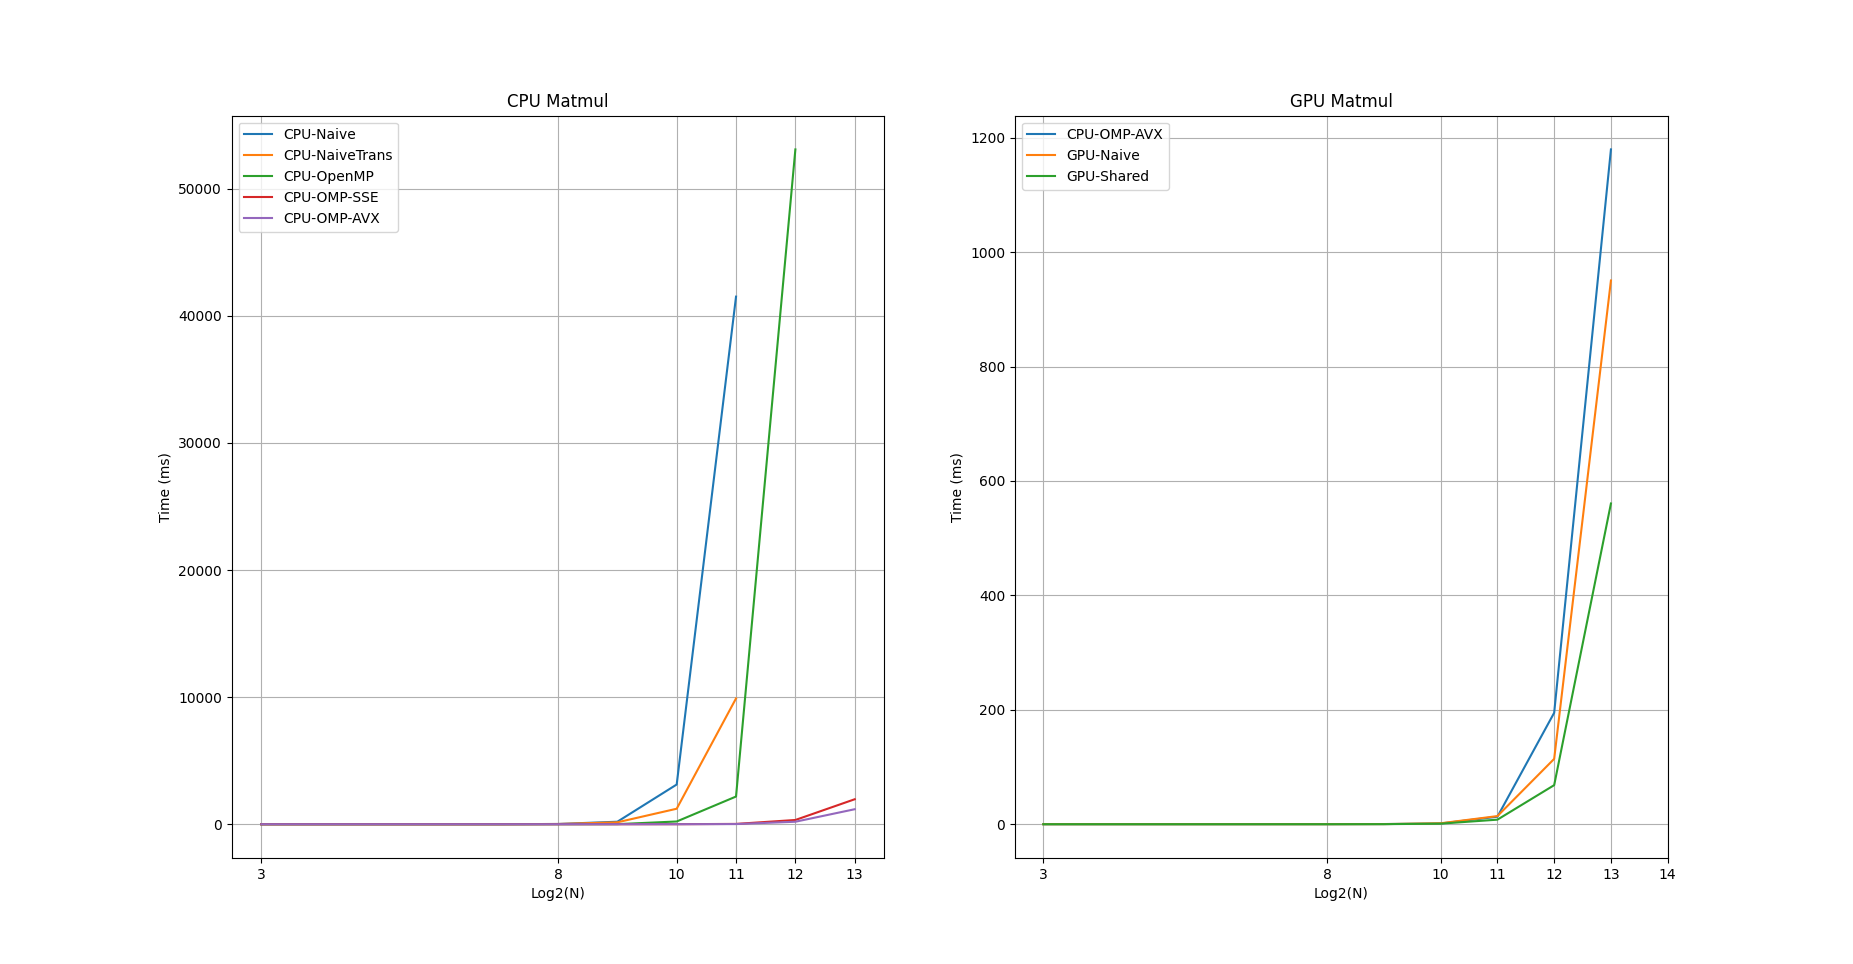 CPU Matmul
CPU-Naive
CPU-NaiveTrans
CPU-OpenMP
CPU-OMP-SSE
CPU-OMP-AVX
50000
40000
30000
20000
10000
0
Time (ms)
3 8 10 11 12 13
Log2(N)
GPU Matmul
CPU-OMP-AVX
GPU-Naive
GPU-Shared
1200
1000
800
600
400
200
0
Time (ms)
3 8 10 11 12 13 14
Log2(N)